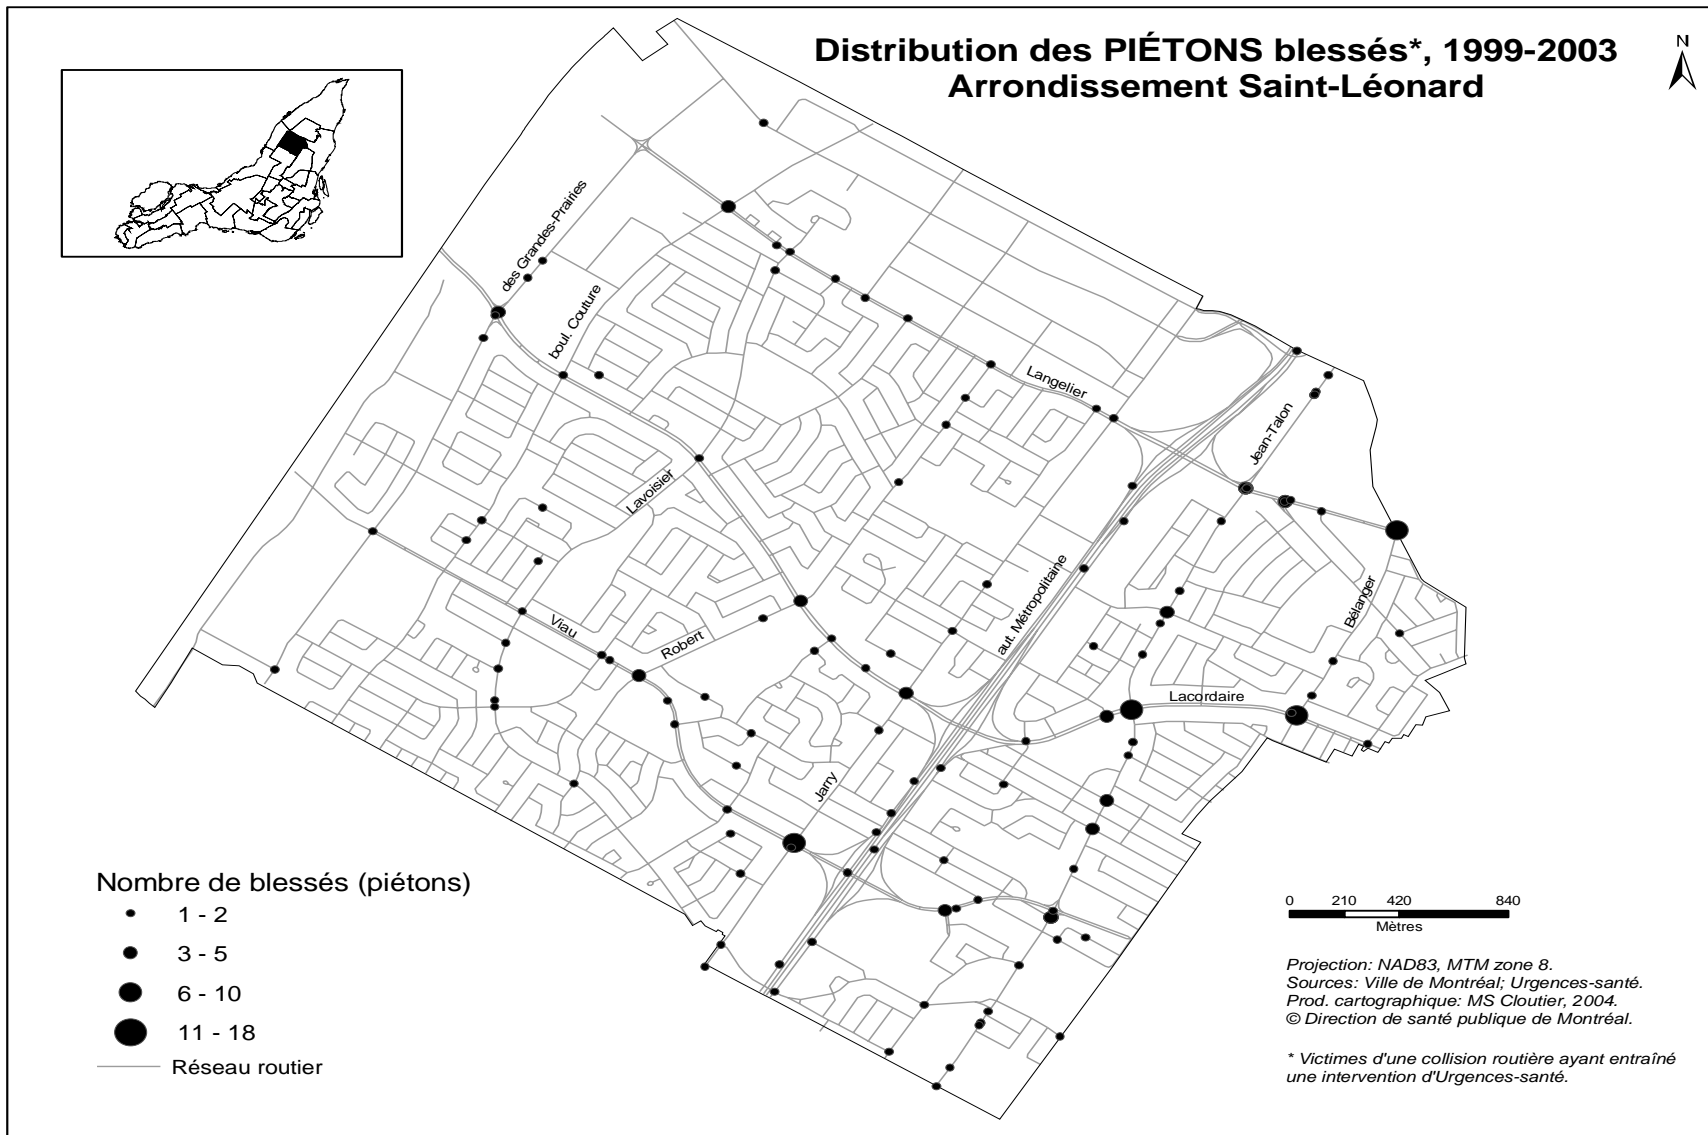 Distribution des PIÉTONS blessés*, 1999-2003
Arrondissement Saint-Léonard
N
des Grandes-Prairies
boul. Couture
Langelier
Jean-Talon
Lavoisier
aut. Métropolitaine
Bélanger
Viau
Robert
Lacordaire
Jarry
Nombre de blessés (piétons)
1 - 2
3 - 5
6 - 10
11 - 18
Réseau routier
0 210 420 840
Mètres
Projection: NAD83, MTM zone 8.
Sources: Ville de Montréal; Urgences-santé.
Prod. cartographique: MS Cloutier, 2004.
© Direction de santé publique de Montréal.
* Victimes d'une collision routière ayant entraîné
une intervention d'Urgences-santé.